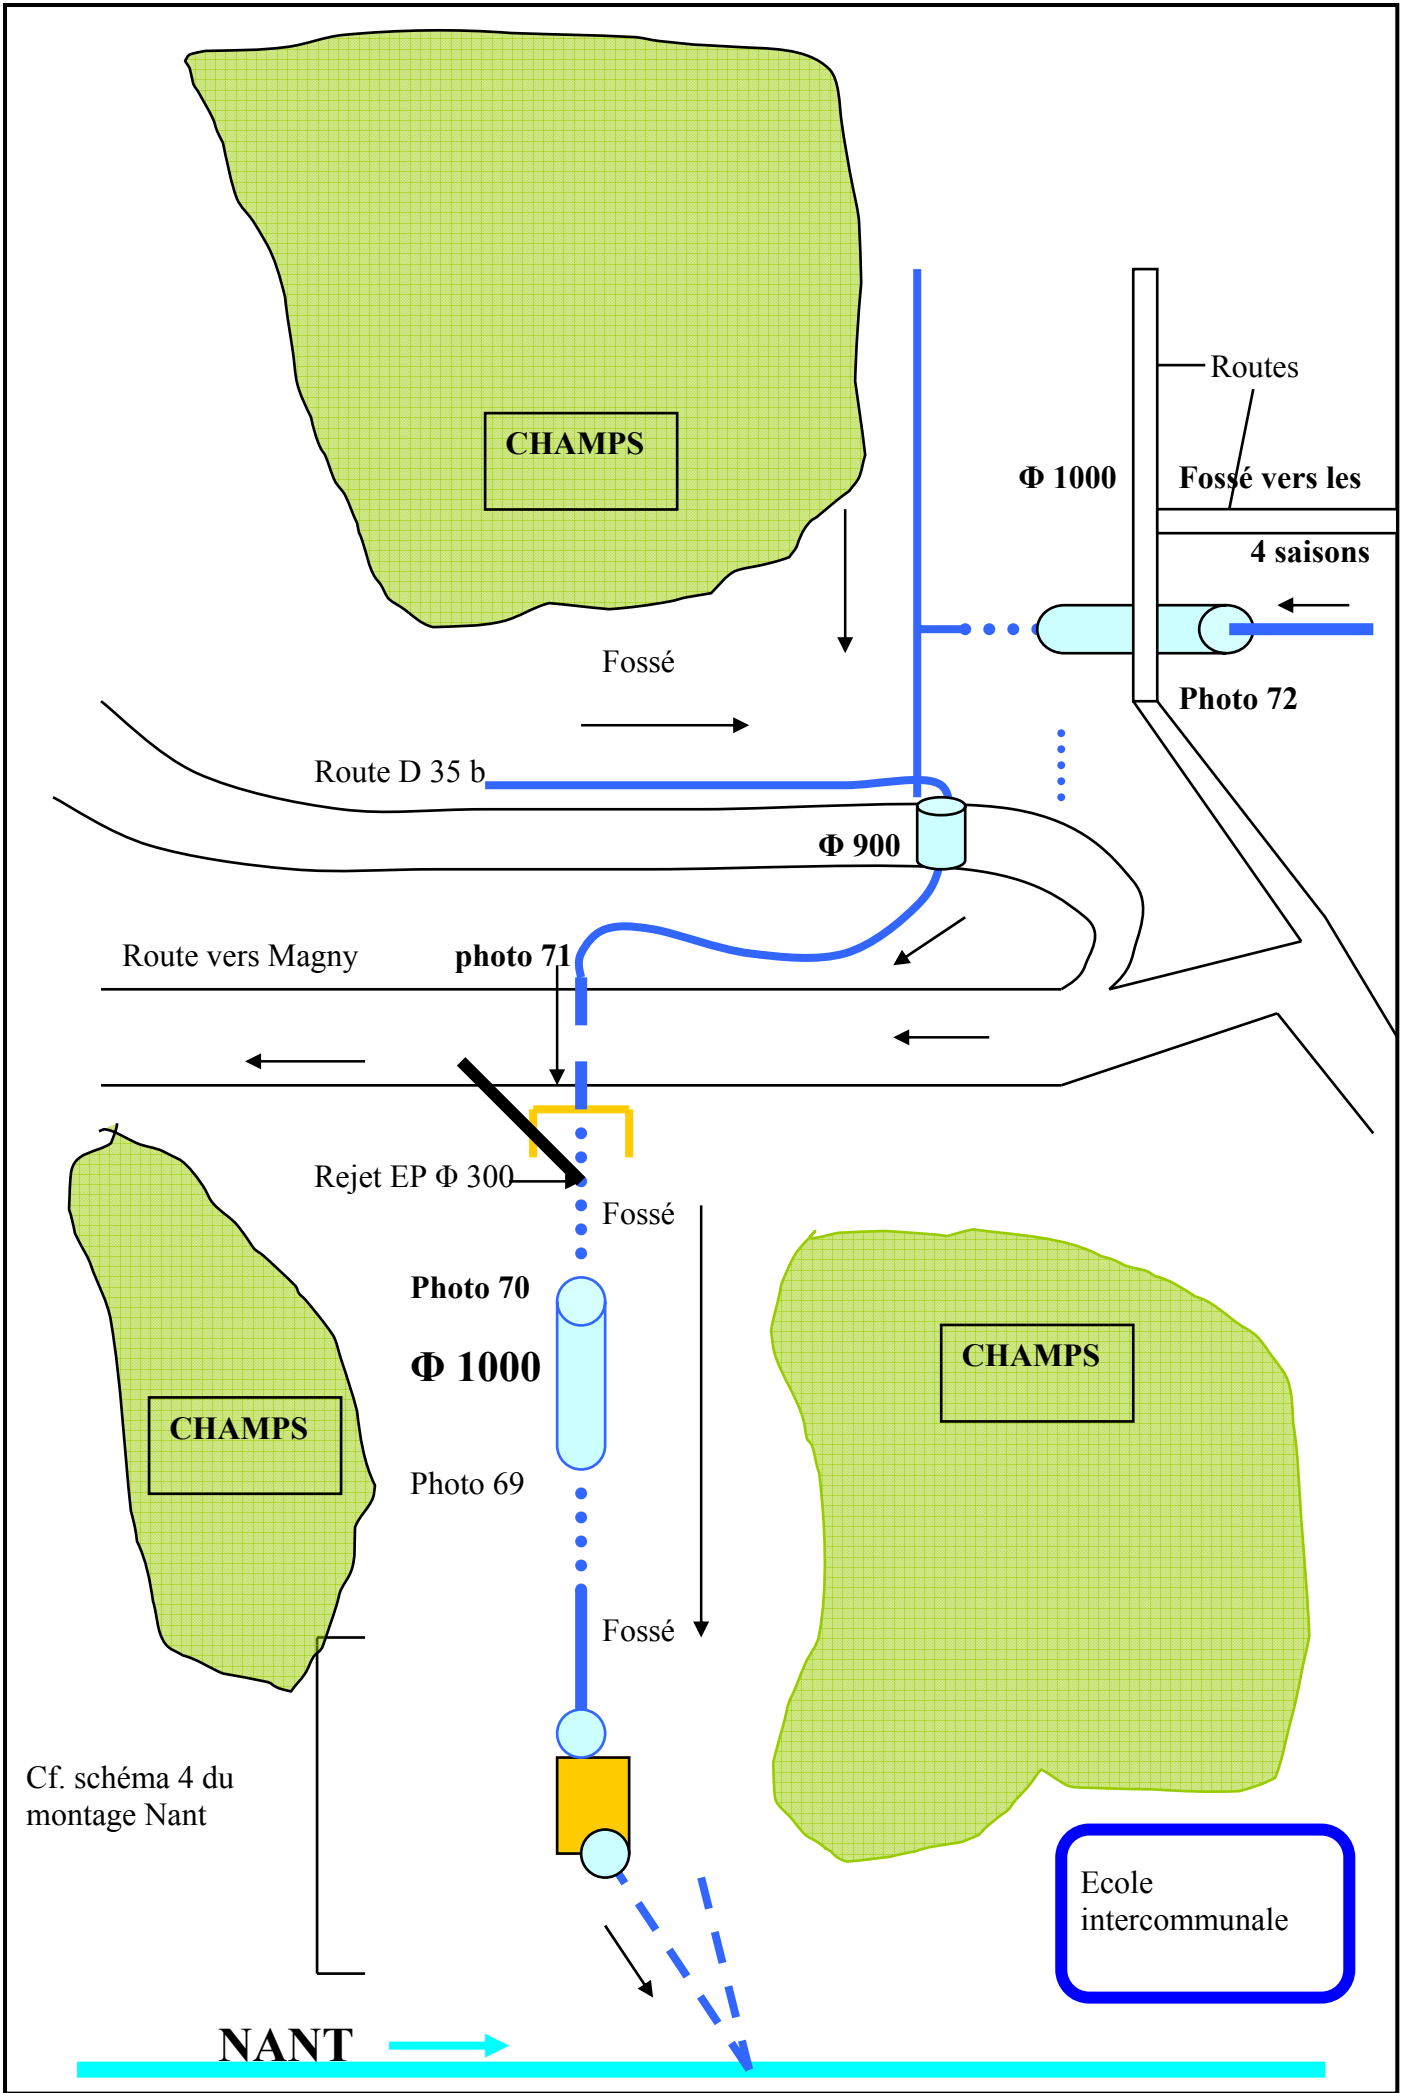 Routes
CHAMPS
Φ 1000
Fossé vers les
4 saisons
Fossé
Photo 72
Route D 35 b
Φ 900
Route vers Magny
photo 71
Rejet EP Φ 300
Fossé
Photo 70
Φ 1000
CHAMPS
CHAMPS
Photo 69
Fossé
Cf. schéma 4 du
montage Nant
Ecole
intercommunale
NANT